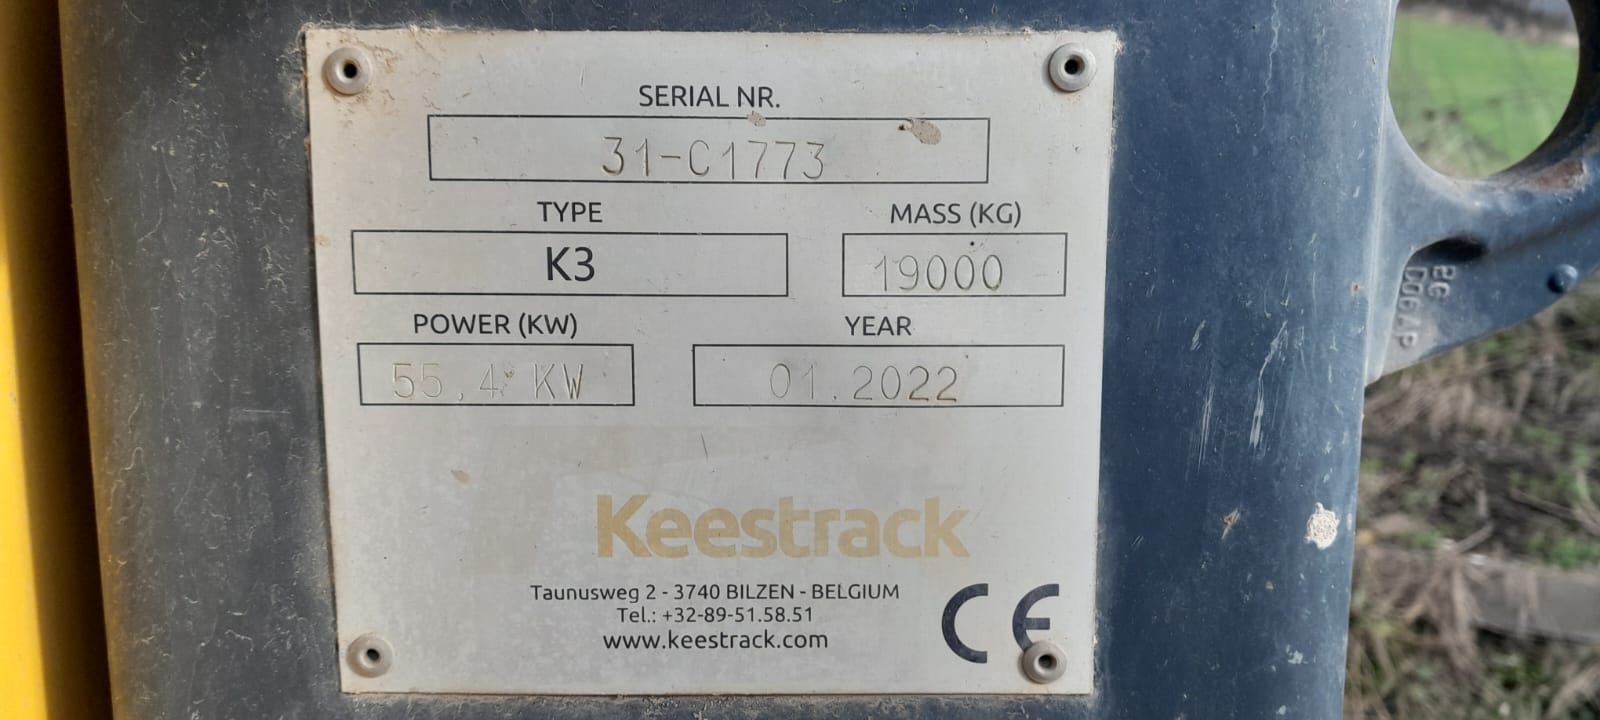 SERIAL NR.
31-C1773
TYPE
MASS (KG)
K3
19000
POWER (KW)
YEAR
55,4 KW
01.2022
Keestrack
Taunusweg 2 - 3740 BILZEN - BELGIUM
Tel.: +32-89-51.58.51
www.keestrack.com
CE